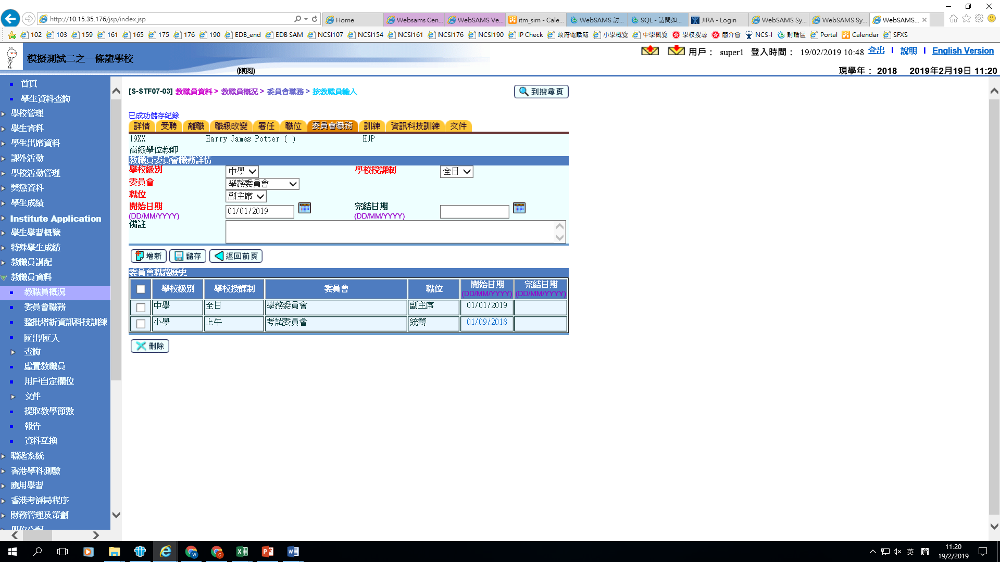 http://10.15.35.176/jsp/index.jsp
Home
Websams Cen...
WebSAMS Ve...
itm_sim - Cale...
WebSAMS 討...
SQL - 請問如...
JIRA - Login
WebSAMS Sy...
WebSAMS Sy...
WebSAMS...
102 103 159 161 165 175 176 190 EDB_end EDB SAM NCSI107 NCSI154 NCSI161 NCSI176 NCSI190 IP Check 政府電話簿 小學概覽 中學概覽 學校搜尋 簡介會 NCS-I 討論區 Portal Calendar SFXS
模擬測試二之一條龍學校
(限閱)
用戶： super1 登入時間： 19/02/2019 10:48 登出 | 說明 | English Version
現學年： 2018 2019年2月19日 11:20
首頁
學生資料查詢
學校管理
學生資料
學生出席資料
課外活動
學校活動管理
獎懲資料
學生成績
Institute Application
學生學習概覽
特殊學生成績
教職員調配
教職員資料
教職員概況
委員會職務
整批增新資訊科技訓練
匯出/匯入
查詢
虛置教職員
用戶自定欄位
文件
提取教學節數
報告
資料互換
聯遞系統
香港學科測驗
應用學習
香港考評局程序
財務管理及策劃
學位分配
[S-STF07-03] 教職員資料 > 教職員概況 > 委員會職務 > 按教職員輸入
到搜尋頁
已成功儲存紀錄
詳情 受聘 離職 職級改變 署任 職位 委員會職務 訓練 資訊科技訓練 文件
19XX Harry James Potter ( ) HJP
高級學位教師
教職員委員會職務詳情
學校級別 中學 學校授課制 全日
委員會 學務委員會
職位 副主席
開始日期 01/01/2019 完結日期
(DD/MM/YYYY) (DD/MM/YYYY)
備註
增新 儲存 返回前頁
委員會職務歷史
學校級別 學校授課制 委員會 職位 開始日期 完結日期
(DD/MM/YYYY) (DD/MM/YYYY)
中學 全日 學務委員會 副主席 01/01/2019
小學 上午 考試委員會 統籌 01/09/2018
刪除
英
11:20
19/2/2019